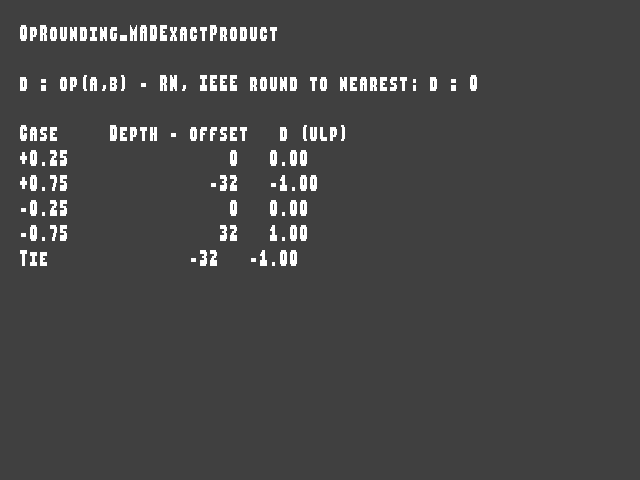 OpRounding_MADExactProduct
D : op(A,B) - RN, IEEE round to nearest: D : 0
Case Depth - offset D (ulp)
+0.25 0 0.00
+0.75 -32 -1.00
-0.25 0 0.00
-0.75 32 1.00
Tie -32 -1.00